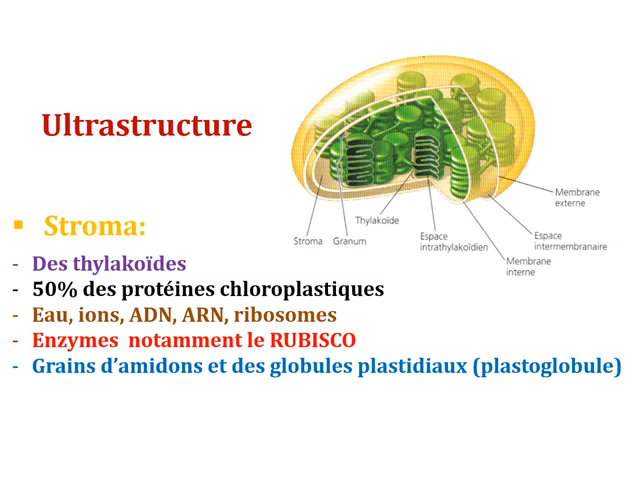 Ultrastructure
Membrane
externe
Thylakoïde
Stroma
Granum
Espace
intrathylakoïdien
Espace
intermembranaire
Membrane
interne
▪ Stroma:
- Des thylakoïdes
- 50% des protéines chloroplastiques
- Eau, ions, ADN, ARN, ribosomes
- Enzymes notamment le RUBISCO
- Grains d’amidons et des globules plastidiaux (plastoglobule)